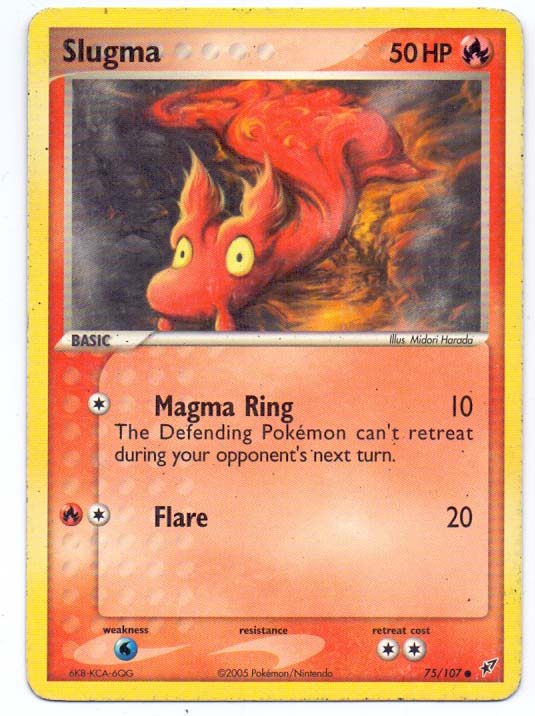 Slugma 50 HP
BASIC Illus. Midori Harada
Magma Ring 10
The Defending Pokémon can't retreat
during your opponent's next turn.
Flare 20
weakness resistance retreat cost
6K8-KCA-6QG ©2005 Pokémon/Nintendo 75/107